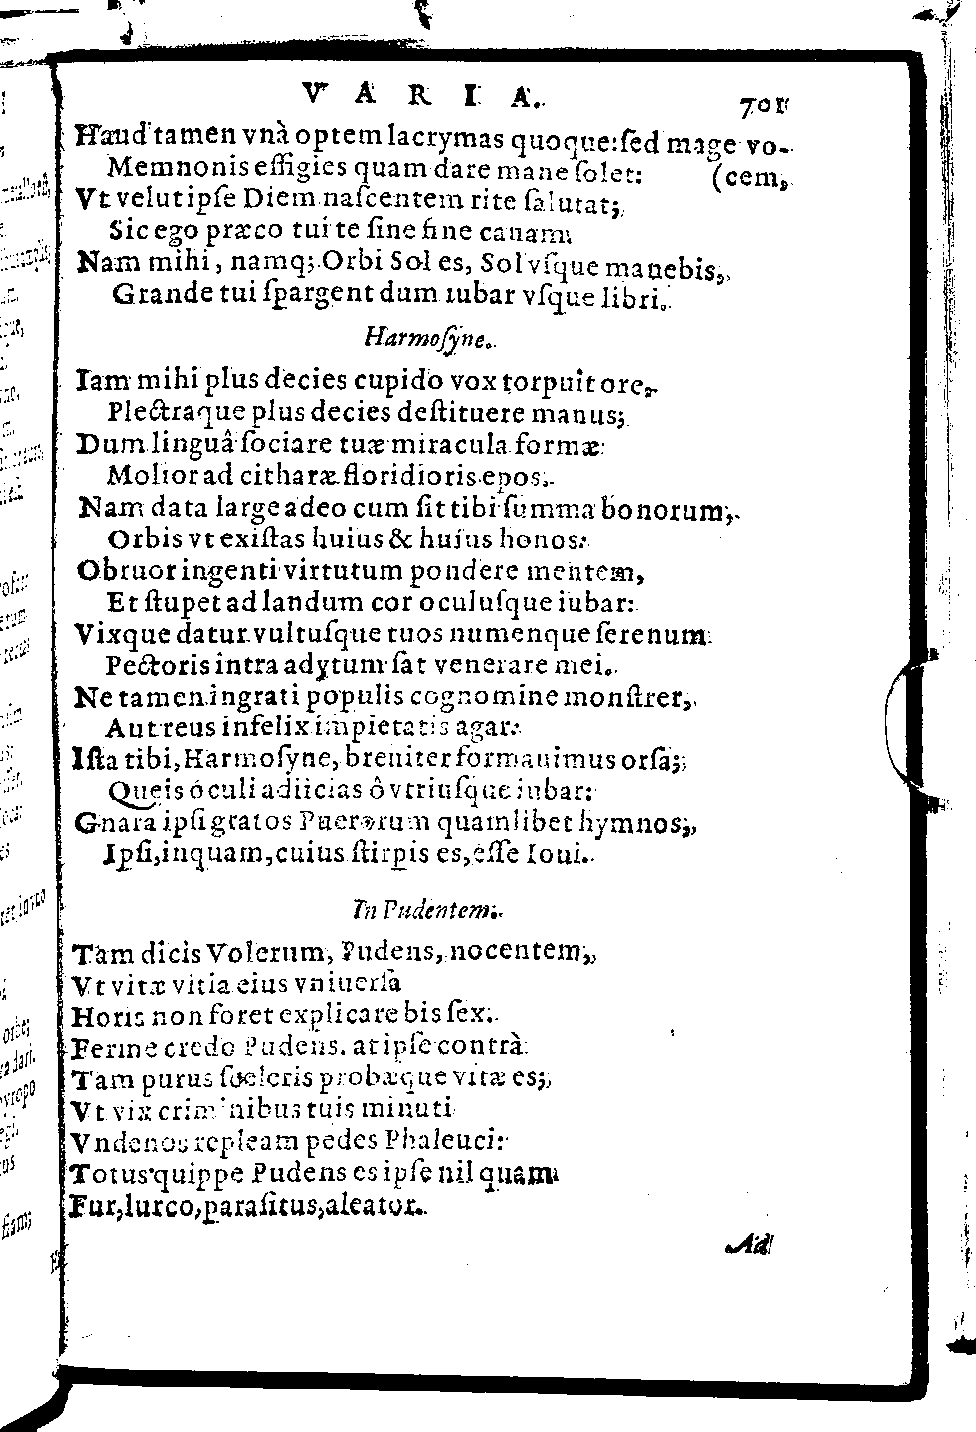 VARIA. 701
Haud tamen vnà optem lacrymas quoque: ſed mage vo-
Memnonis effigies quam dare mane ſolet: (cem,
Vt velut ipſe Diem naſcentem rite ſalutat;
Sic ego præco tui te ſine fine canam.
Nam mihi, namq; Orbi Sol es, Sol vſque manebis,
Grande tui ſpargent dum iubar vſque libri.
Harmoſyne.
Iam mihi plus decies cupido vox torpuit ore,
Plectraque plus decies deſtituere manus;
Dum linguâ ſociare tuæ miracula formæ
Molior ad citharæ floridioris epos.
Nam data large adeo cum ſit tibi ſumma bonorum,
Orbis vt exiſtas huius & huius honos:
Obruor ingenti virtutum pondere mentem,
Et ſtupet ad landum cor oculuſque iubar:
Vixque datur vultuſque tuos numenque ſerenum
Pectoris intra adytum ſat venerare mei.
Ne tamen ingrati populis cognomine monſtrer,
Aut reus infelix impietatis agar:
Iſta tibi, Harmoſyne, breuiter formauimus orſa;
Queis óculi adiicias ô vtriuſque iubar:
Gnara ipſi gratos Puerorum quamlibet hymnos;
Ipſi, inquam, cuius ſtirpis es, eſſe Ioui.
In Pudentem.
Tam dicis Volerum, Pudens, nocentem,
Vt vitæ vitia eius vniuerſa
Horis non foret explicare bis ſex.
Ferme credo Pudens. at ipſe contrà
Tam purus ſceleris probæque vitæ es;
Vt vix criminibus tuis minuti
Vndenos repleam pedes Phaleuci:
Totus quippe Pudens es ipſe nil quam
Fur, lurco, paraſitus, aleator.
Ad